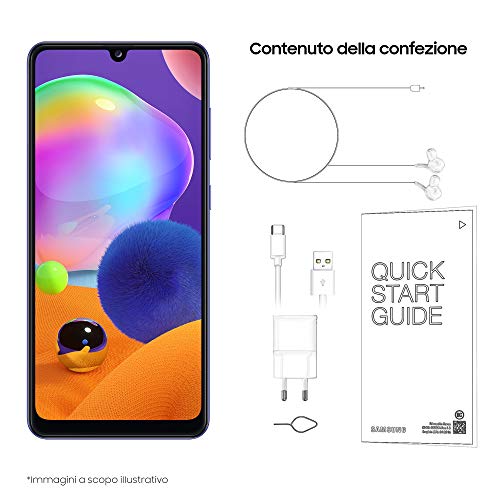 Contenuto della confezione
QUICK
START
GUIDE
SAMSUNG
*Immagini a scopo illustrativo